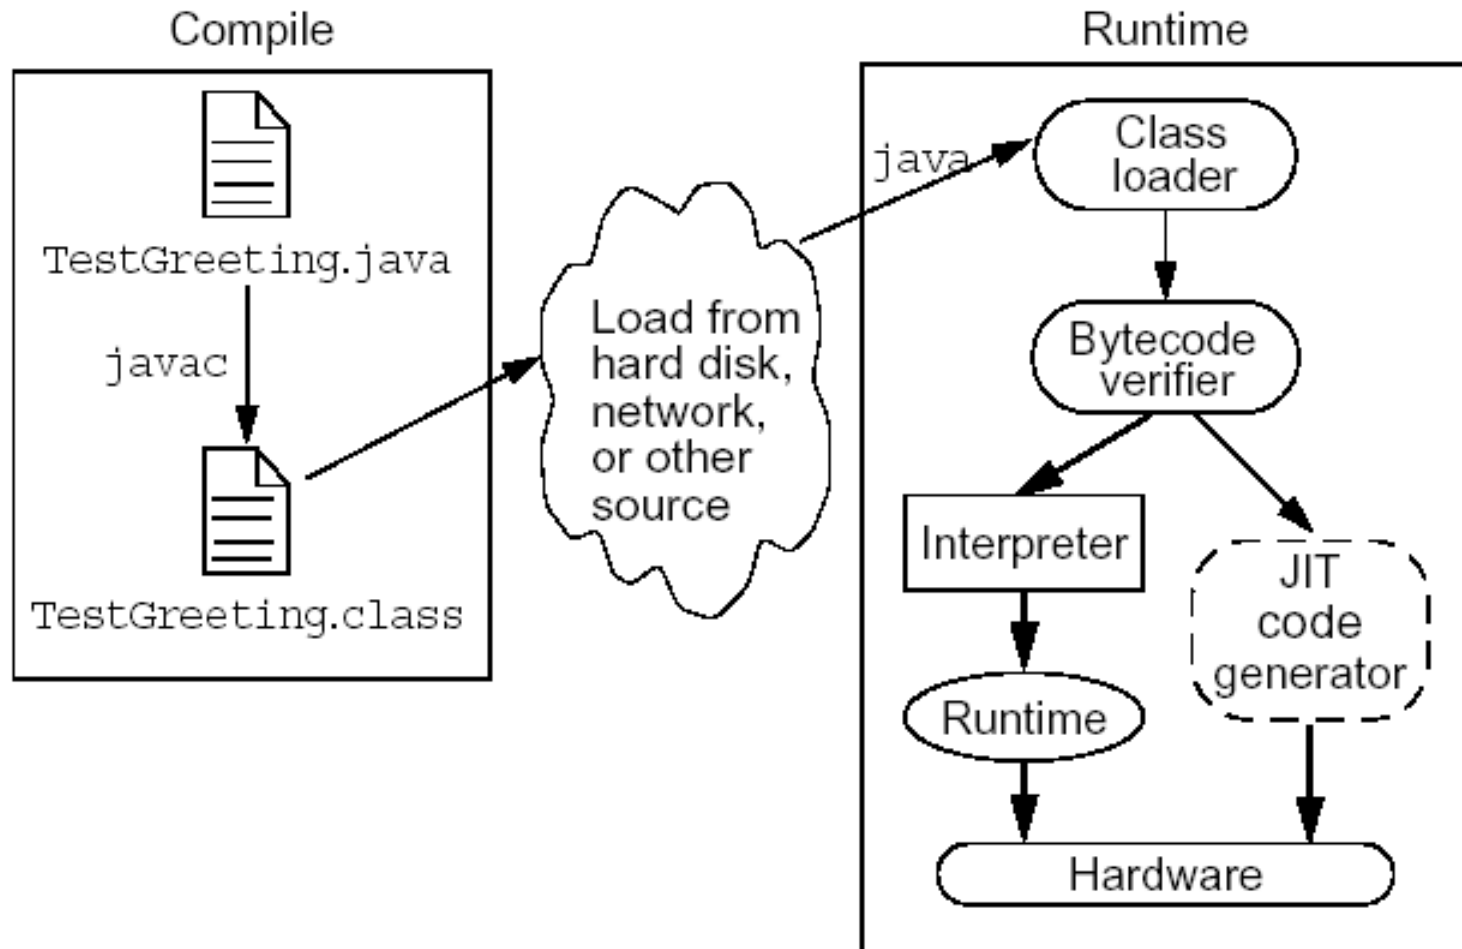 Compile
TestGreeting.java
javac
TestGreeting.class
Load from
hard disk,
network,
or other
source
Runtime
java
Class
loader
Bytecode
verifier
Interpreter
JIT
code
generator
Runtime
Hardware